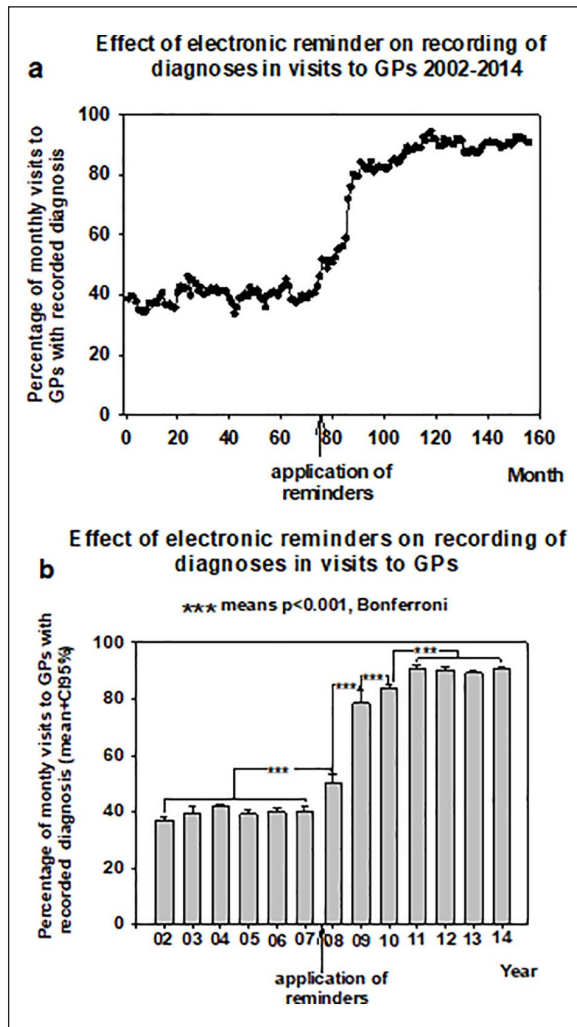 Effect of electronic reminder on recording of
a
diagnoses in visits to GPs 2002-2014
Percentage of monthly visits to
GPs with recorded diagnosis
100
80
60
40
20
0
0 20 40 60 80 100 120 140 160
application of
reminders
Month
Effect of electronic reminders on recording of
b
diagnoses in visits to GPs
*** means p<0.001, Bonferroni
Percentage of montly visits to GPs with
recorded diagnosis (mean+CI95%)
100
80
60
40
20
0
***
***
***
***
02 03 04 05 06 07 08 09 10 11 12 13 14
application of
reminders
Year